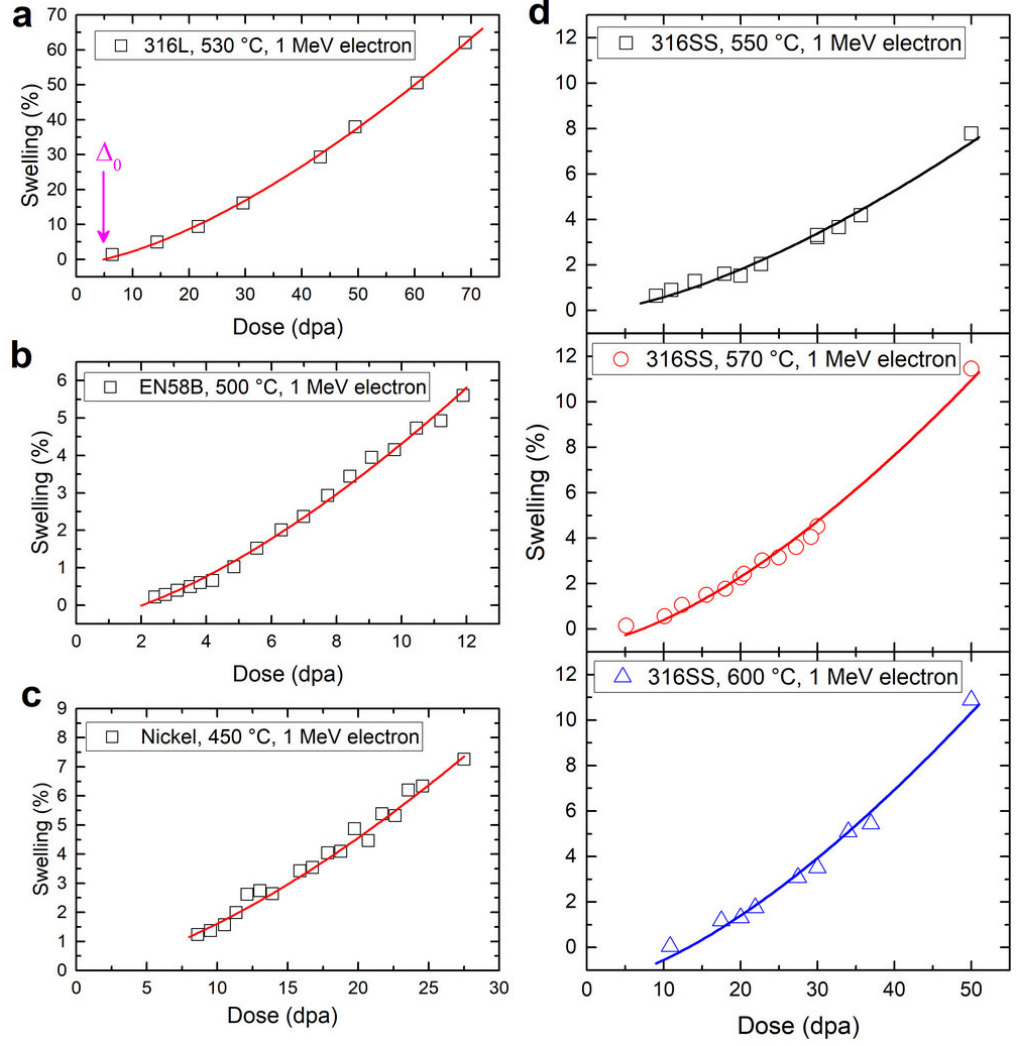 a
316L, 530 °C, 1 MeV electron
Δ₀
Swelling (%)
70
60
50
40
30
20
10
0
0 10 20 30 40 50 60 70
Dose (dpa)
b
EN58B, 500 °C, 1 MeV electron
Swelling (%)
6
5
4
3
2
1
0
0 2 4 6 8 10 12
Dose (dpa)
c
Nickel, 450 °C, 1 MeV electron
Swelling (%)
9
8
7
6
5
4
3
2
1
0
0 5 10 15 20 25 30
Dose (dpa)
d
316SS, 550 °C, 1 MeV electron
12
10
8
6
4
2
0
316SS, 570 °C, 1 MeV electron
Swelling (%)
12
10
8
6
4
2
0
316SS, 600 °C, 1 MeV electron
12
10
8
6
4
2
0
0 10 20 30 40 50
Dose (dpa)